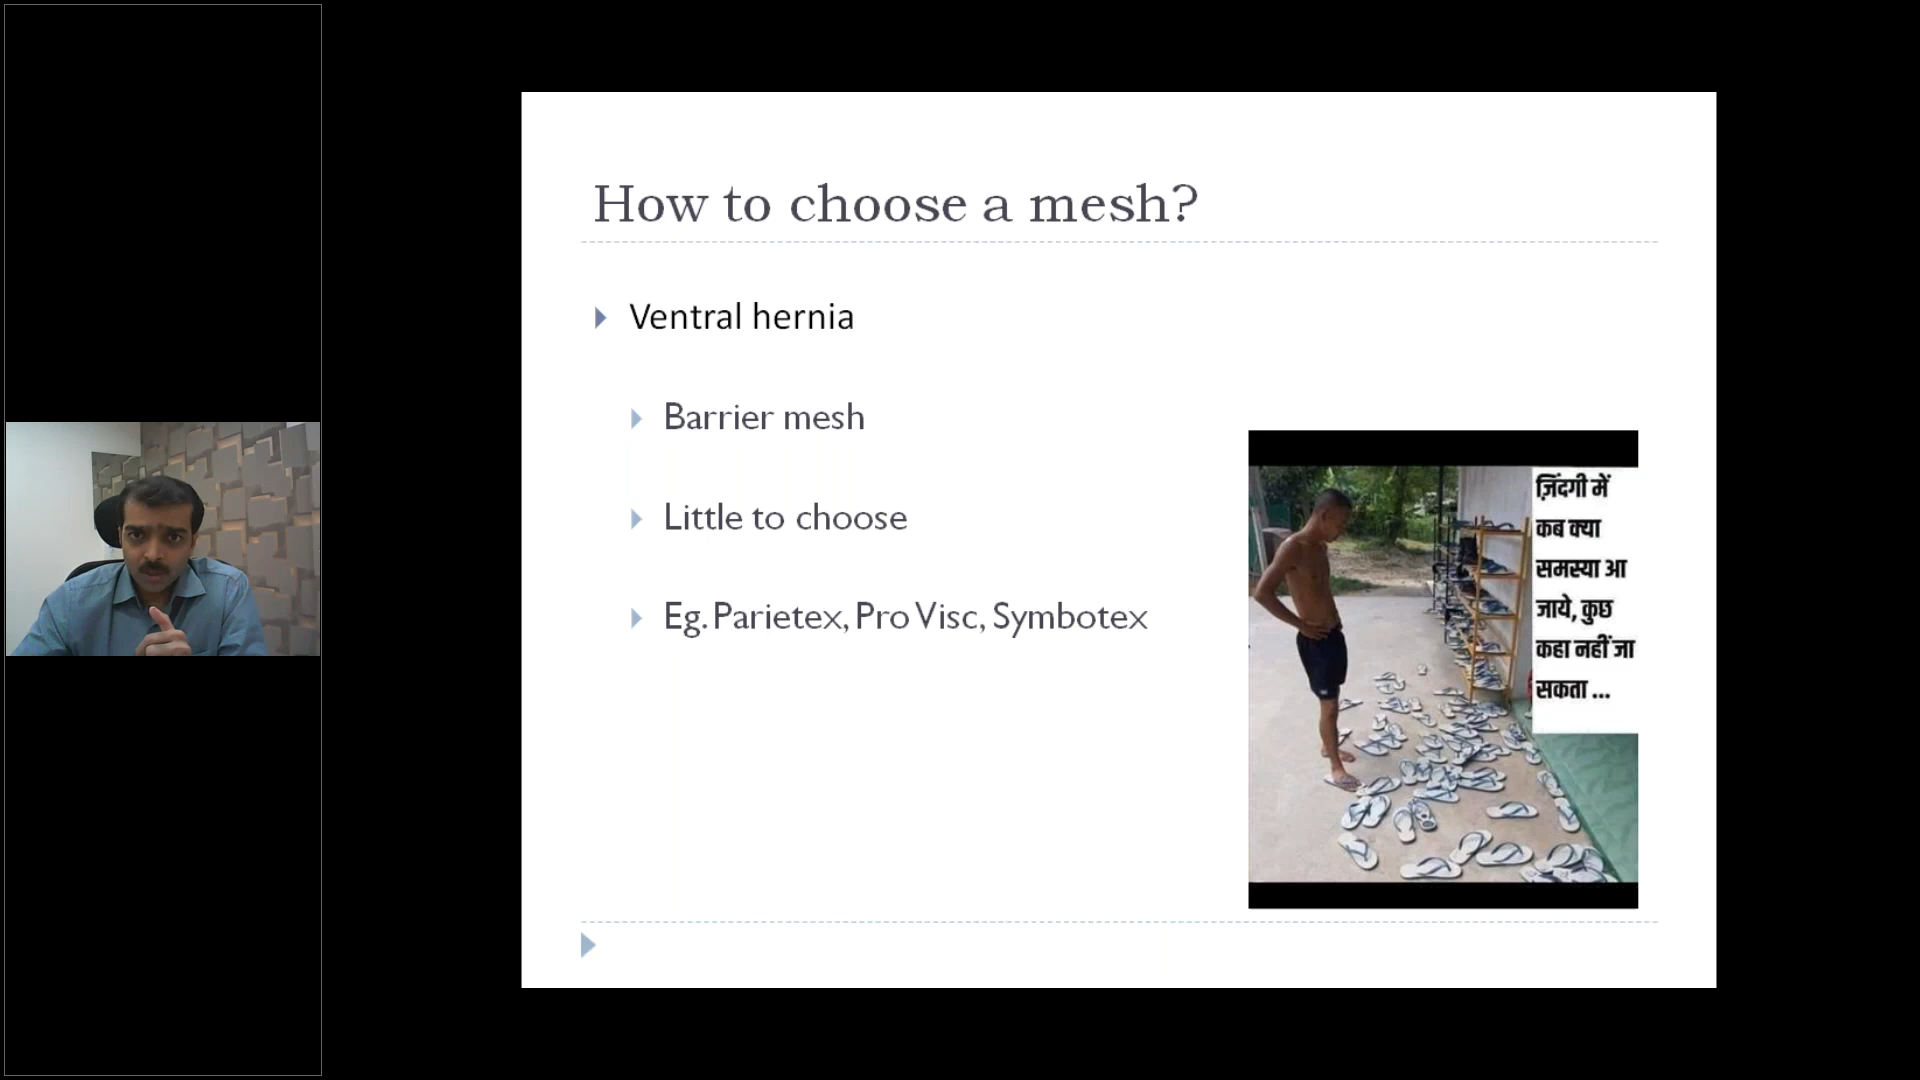 How to choose a mesh?
Ventral hernia
Barrier mesh
Little to choose
Eg. Parietex, Pro Visc, Symbotex
ज़िंदगी में
कब क्या
समस्या आ
जाये, कुछ
कहा नहीं जा
सकता ...